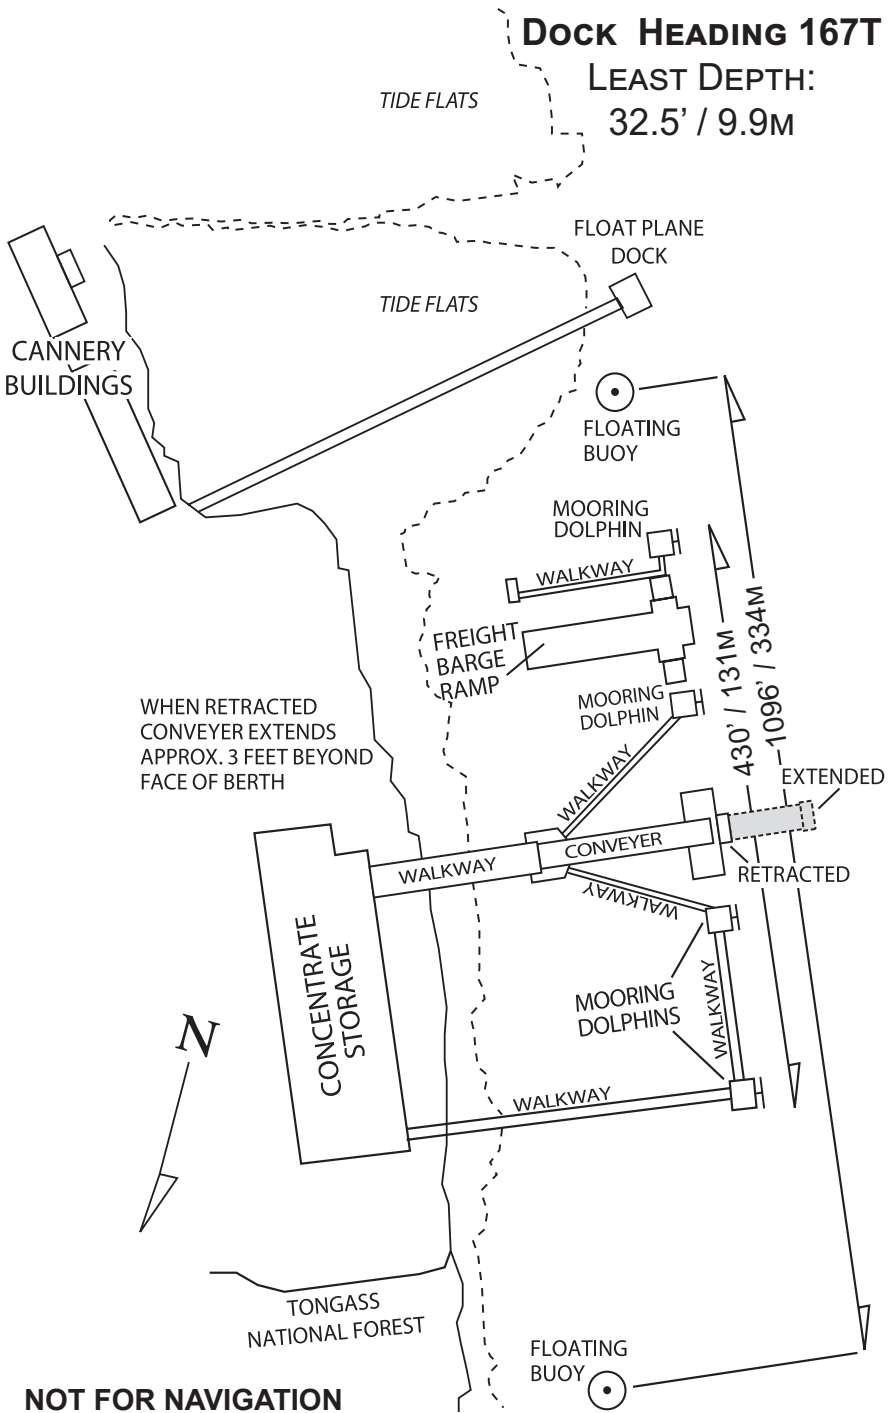 DOCK HEADING 167T
LEAST DEPTH:
32.5' / 9.9M
TIDE FLATS
FLOAT PLANE
DOCK
TIDE FLATS
CANNERY
BUILDINGS
FLOATING
BUOY
MOORING
DOLPHIN
WALKWAY
FREIGHT
BARGE
RAMP
MOORING
DOLPHIN
430' / 131M
1096' / 334M
WHEN RETRACTED
CONVEYER EXTENDS
APPROX. 3 FEET BEYOND
FACE OF BERTH
WALKWAY
EXTENDED
CONVEYER
WALKWAY
RETRACTED
WALKWAY
CONCENTRATE
STORAGE
MOORING
DOLPHINS
WALKWAY
N
WALKWAY
TONGASS
NATIONAL FOREST
FLOATING
BUOY
NOT FOR NAVIGATION